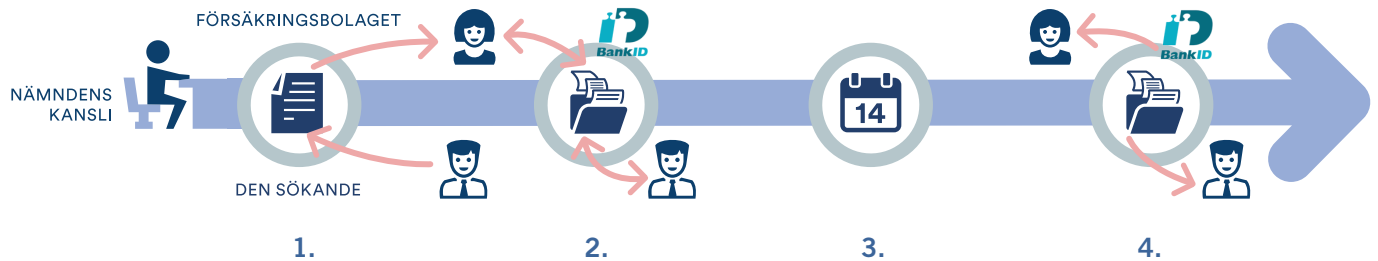 FÖRSÄKRINGSBOLAGET
BankID
BankID
NÄMNDENS
KANSLI
14
DEN SÖKANDE
1.
2.
3.
4.